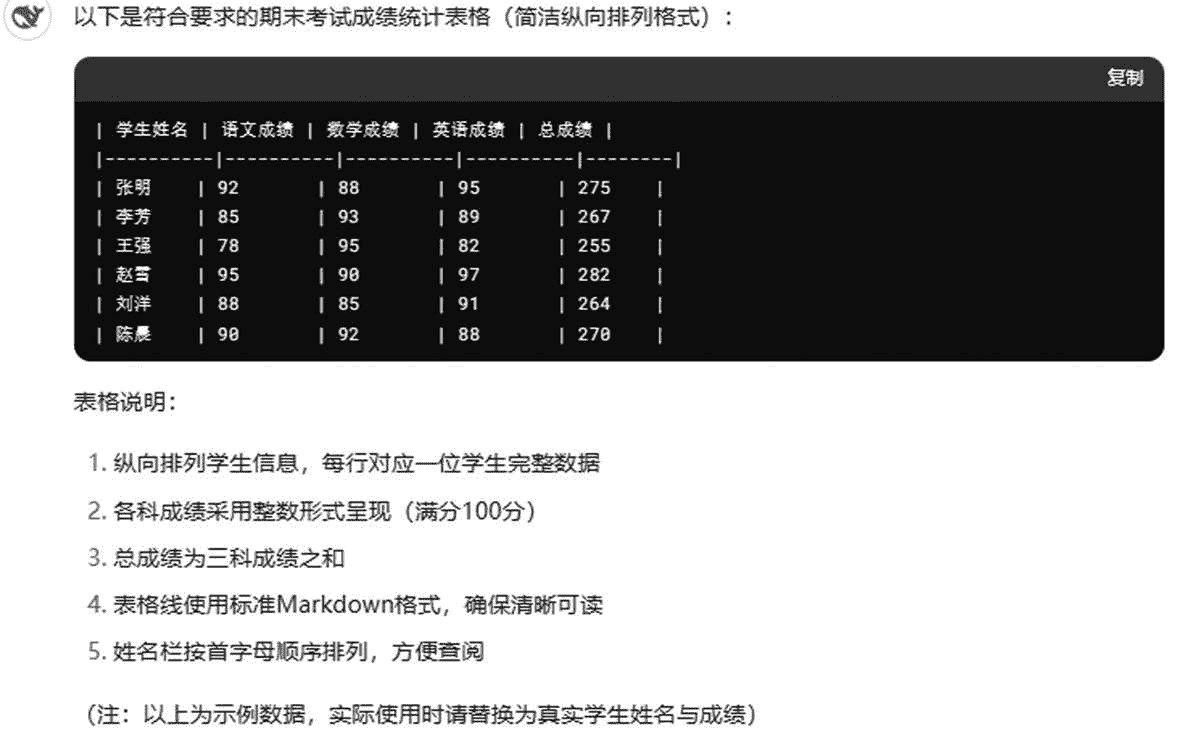 以下是符合要求的期末考试成绩统计表格（简洁纵向排列格式）：
复制
| 学生姓名 | 语文成绩 | 数学成绩 | 英语成绩 | 总成绩 |
|----------|----------|----------|----------|--------|
| 张明 | 92 | 88 | 95 | 275 |
| 李芳 | 85 | 93 | 89 | 267 |
| 王强 | 78 | 95 | 82 | 255 |
| 赵雪 | 95 | 90 | 97 | 282 |
| 刘洋 | 88 | 85 | 91 | 264 |
| 陈晨 | 90 | 92 | 88 | 270 |
表格说明：
1. 纵向排列学生信息，每行对应一位学生完整数据
2. 各科成绩采用整数形式呈现（满分100分）
3. 总成绩为三科成绩之和
4. 表格线使用标准Markdown格式，确保清晰可读
5. 姓名栏按首字母顺序排列，方便查阅
（注：以上为示例数据，实际使用时请替换为真实学生姓名与成绩）